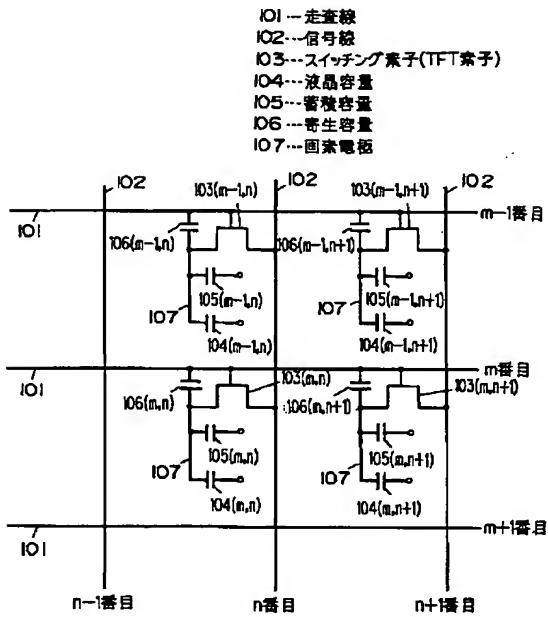 101---走査線
102---信号線
103---スイッチング素子(TFT素子)
104---液晶容量
105---蓄積容量
106---寄生容量
107---画素電極
102 103(m-1,n) 102 103(m-1,n+1) 102
m-1番目
101
106(m-1,n) 106(m-1,n+1)
105(m-1,n) 105(m-1,n+1)
107 107
104(m-1,n) 104(m-1,n+1)
m番目
101
103(m,n) 103(m,n+1)
106(m,n) 106(m,n+1)
105(m,n) 105(m,n+1)
107 107
104(m,n) 104(m,n+1)
m+1番目
101
n-1番目 n番目 n+1番目